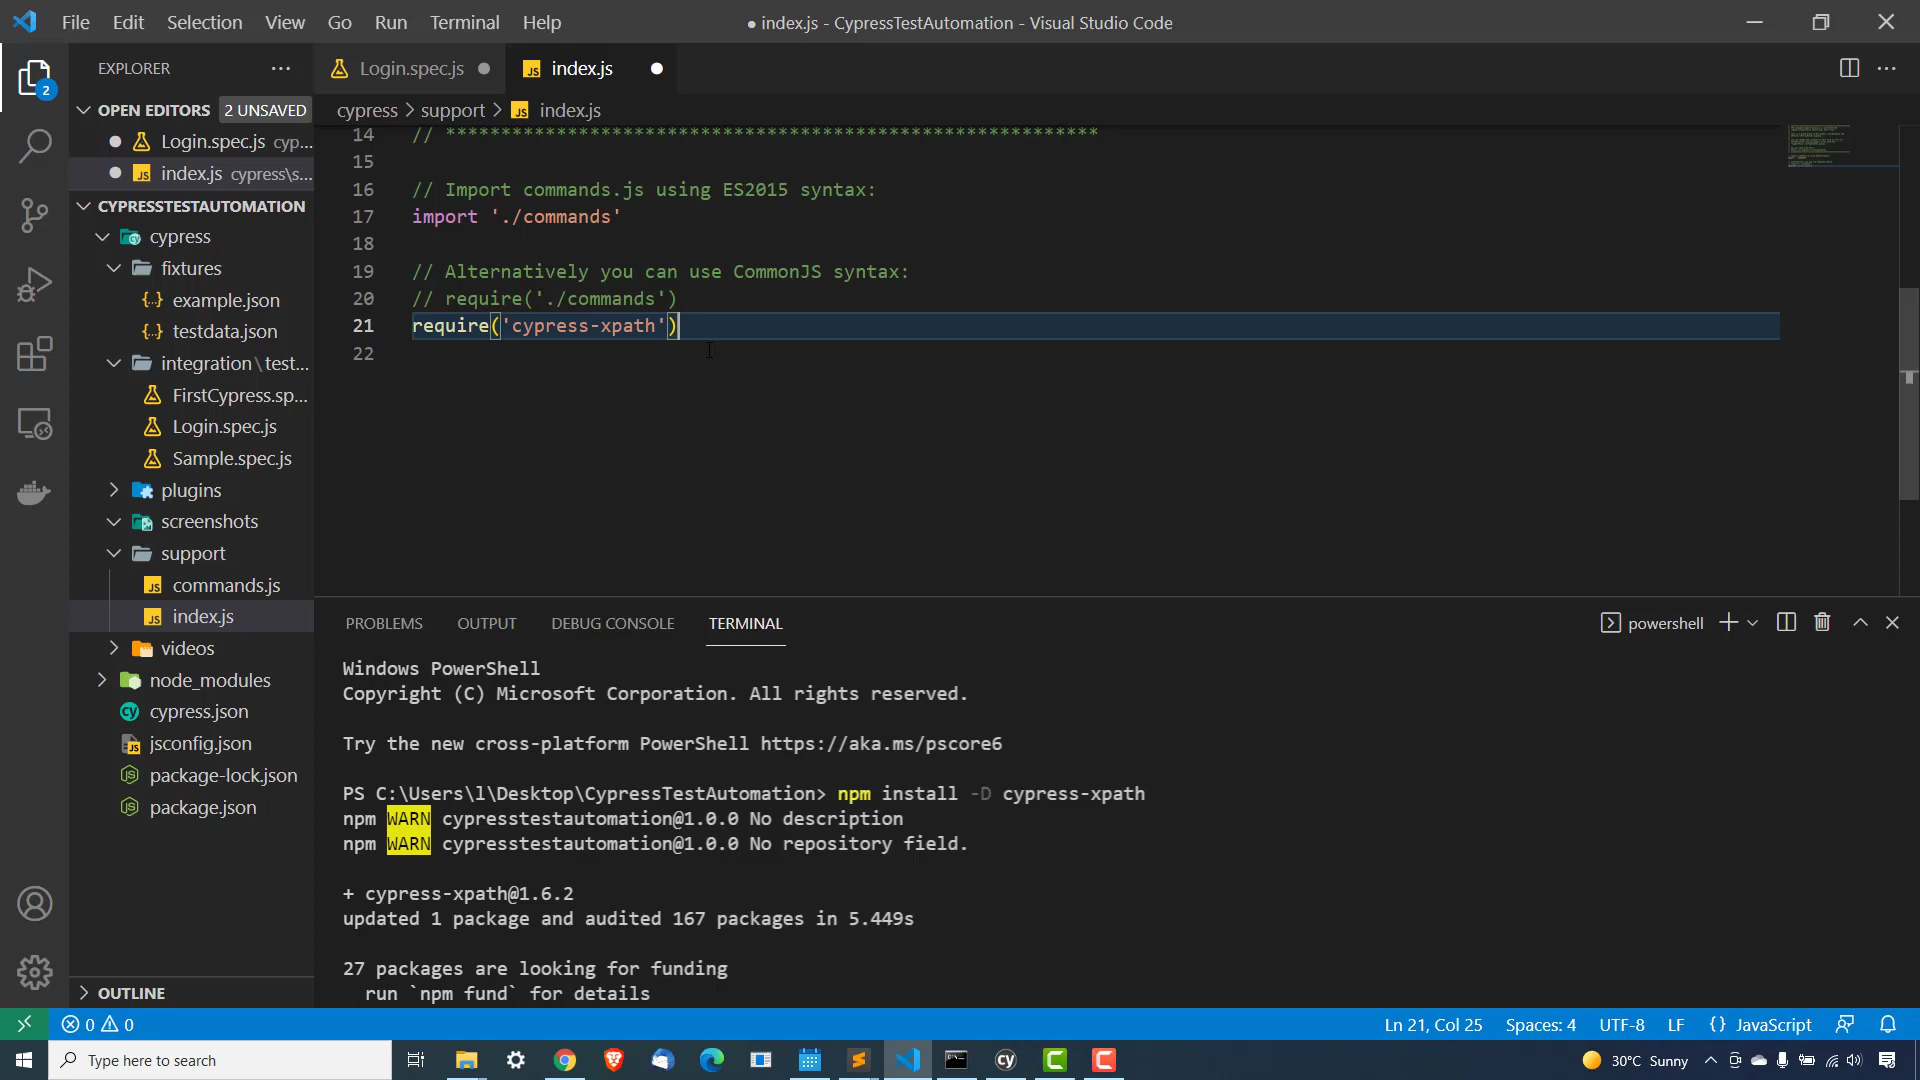 File Edit Selection View Go Run Terminal Help
● index.js - CypressTestAutomation - Visual Studio Code
EXPLORER
Login.spec.js
JS index.js
OPEN EDITORS 2 UNSAVED
Login.spec.js cyp...
JS index.js cypress\s...
CYPRESSTESTAUTOMATION
cypress
fixtures
{..} example.json
{..} testdata.json
integration\test...
FirstCypress.sp...
Login.spec.js
Sample.spec.js
plugins
screenshots
support
JS commands.js
JS index.js
videos
node_modules
cy cypress.json
JS jsconfig.json
package-lock.json
package.json
OUTLINE
2
cypress > support > JS index.js
14 // ***********************************************************
15
16 // Import commands.js using ES2015 syntax:
17 import './commands'
18
19 // Alternatively you can use CommonJS syntax:
20 // require('./commands')
21 require('cypress-xpath')
22
PROBLEMS OUTPUT DEBUG CONSOLE TERMINAL
powershell
Windows PowerShell
Copyright (C) Microsoft Corporation. All rights reserved.
Try the new cross-platform PowerShell https://aka.ms/pscore6
PS C:\Users\l\Desktop\CypressTestAutomation> npm install -D cypress-xpath
npm WARN cypresstestautomation@1.0.0 No description
npm WARN cypresstestautomation@1.0.0 No repository field.
+ cypress-xpath@1.6.2
updated 1 package and audited 167 packages in 5.449s
27 packages are looking for funding
run `npm fund` for details
0 0
Ln 21, Col 25 Spaces: 4 UTF-8 LF {} JavaScript
Type here to search
cy
C
C
30°C Sunny